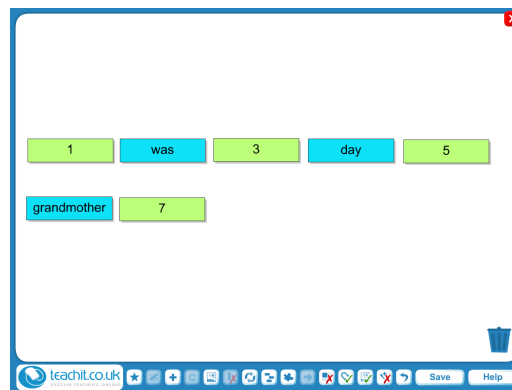 1 was 3 day 5
grandmother 7
teachit.co.uk Save Help
ENGLISH TEACHING ONLINE